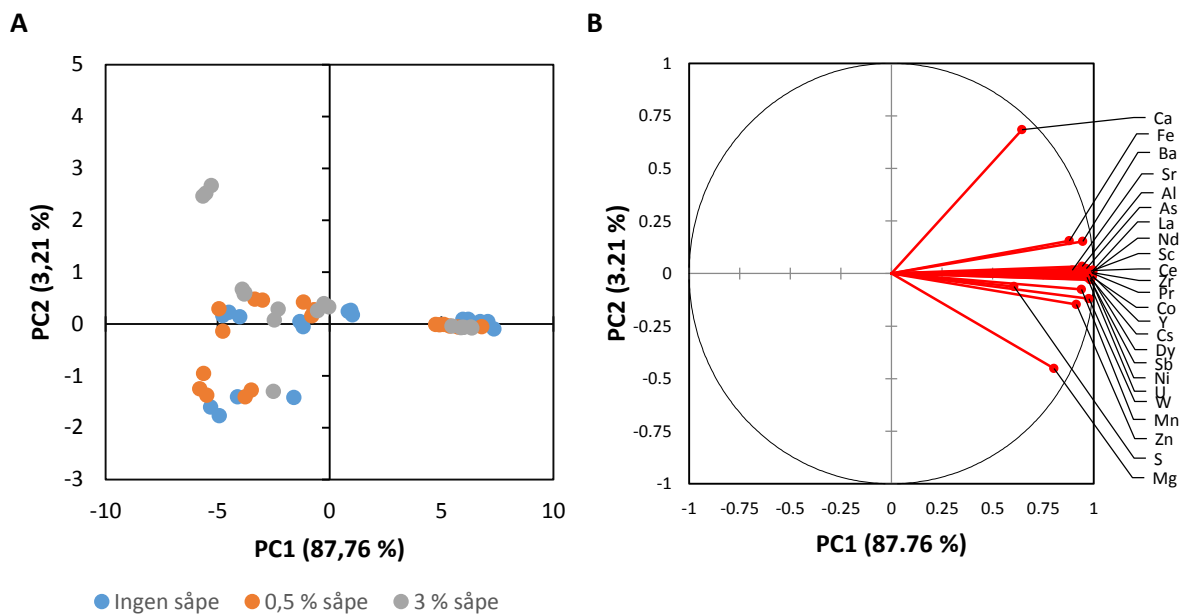 A
B
PC2 (3,21 %)
5
4
3
2
1
0
-1
-2
-3
-10
-5
0
5
10
PC1 (87,76 %)
Ingen såpe
0,5 % såpe
3 % såpe
PC2 (3.21 %)
1
0.75
0.5
0.25
0
-0.25
-0.5
-0.75
-1
-1
-0.75
-0.5
-0.25
0
0.25
0.5
0.75
1
PC1 (87.76 %)
Ca
Fe
Ba
Sr
Al
As
La
Nd
Sc
Ce
Zr
Pr
Co
Y
Cs
Dy
Sb
Ni
U
W
Mn
Zn
S
Mg